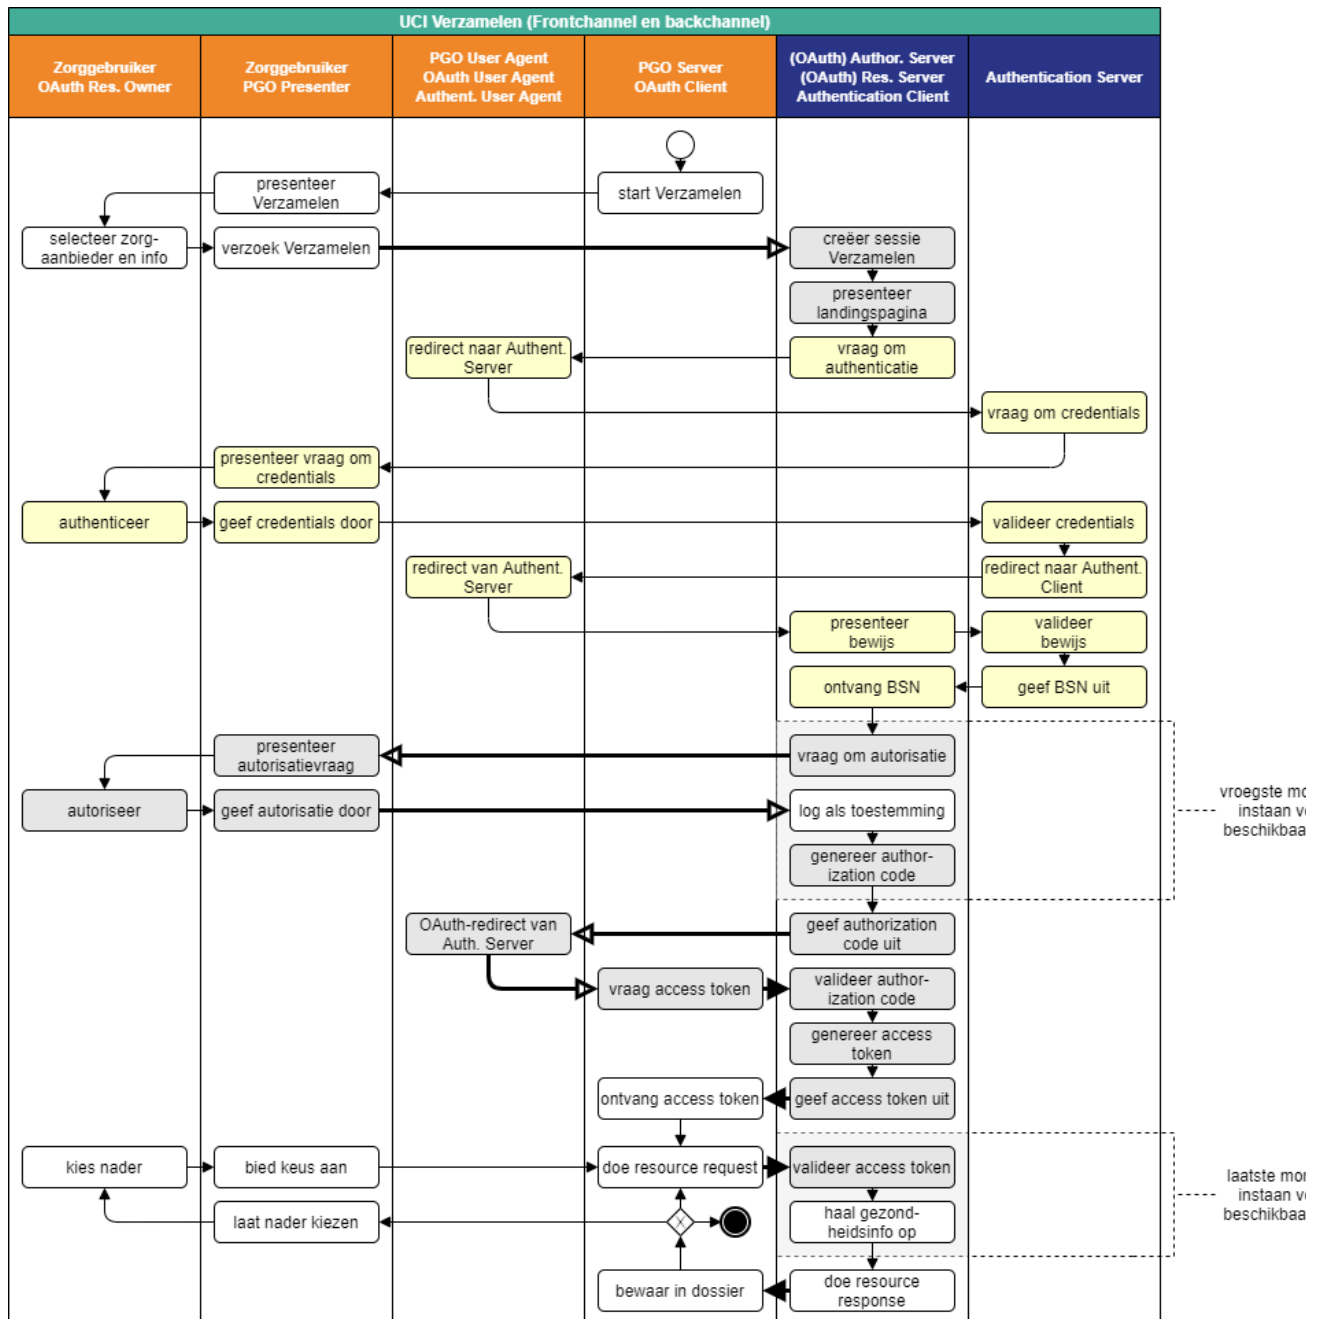 UCI Verzamelen (Frontchannel en backchannel)
Zorggebruiker
OAuth Res. Owner
Zorggebruiker
PGO Presenter
PGO User Agent
OAuth User Agent
Authent. User Agent
PGO Server
OAuth Client
(OAuth) Author. Server
(OAuth) Res. Server
Authentication Client
Authentication Server
presenteer
Verzamelen
start Verzamelen
selecteer zorg-
aanbieder en info
verzoek Verzamelen
creëer sessie
Verzamelen
presenteer
landingspagina
redirect naar Authent.
Server
vraag om
authenticatie
vraag om credentials
presenteer vraag om
credentials
authenticeer
geef credentials door
valideer credentials
redirect van Authent.
Server
redirect naar Authent.
Client
presenteer
bewijs
valideer
bewijs
ontvang BSN
geef BSN uit
presenteer
autorisatievraag
vraag om autorisatie
autoriseer
geef autorisatie door
log als toestemming
vroegste mo
instaan v
beschikbaa
genereer author-
ization code
OAuth-redirect van
Auth. Server
geef authorization
code uit
vraag access token
valideer author-
ization code
genereer access
token
ontvang access token
geef access token uit
kies nader
bied keus aan
doe resource request
valideer access token
laatste mor
instaan v
beschikbaa
laat nader kiezen
X
haal gezond-
heidsinfo op
bewaar in dossier
doe resource
response